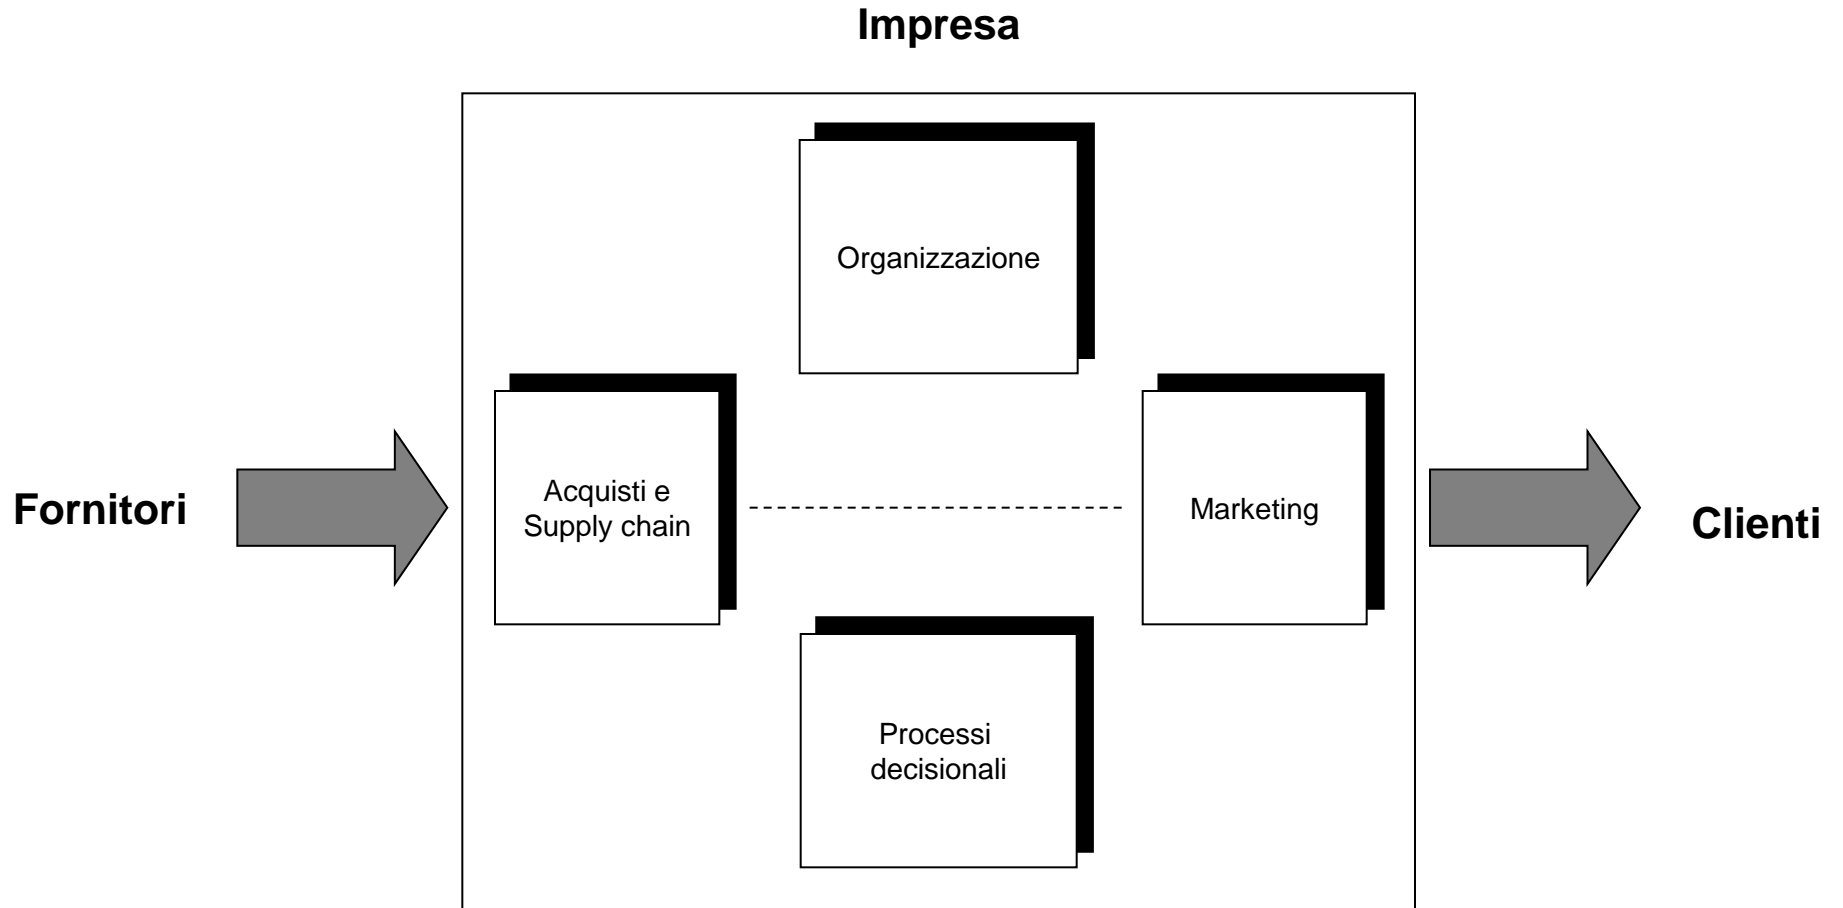 Impresa
Organizzazione
Acquisti e
Supply chain
Marketing
Fornitori
Clienti
Processi
decisionali